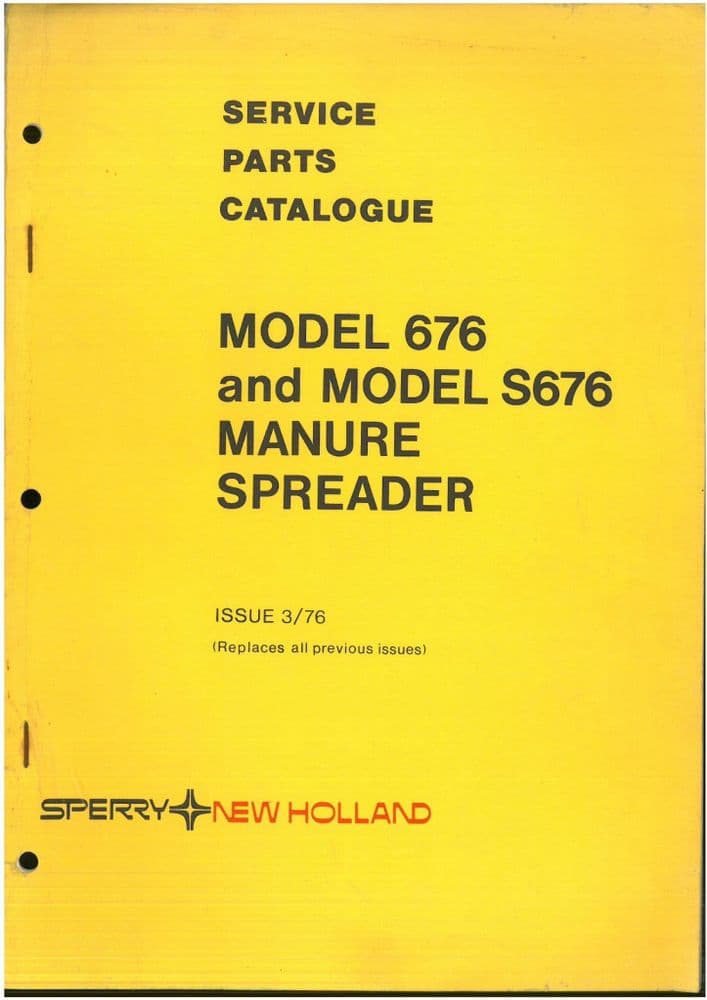 SERVICE
PARTS
CATALOGUE
MODEL 676
and MODEL S676
MANURE
SPREADER
ISSUE 3/76
(Replaces all previous issues)
SPERRY NEW HOLLAND